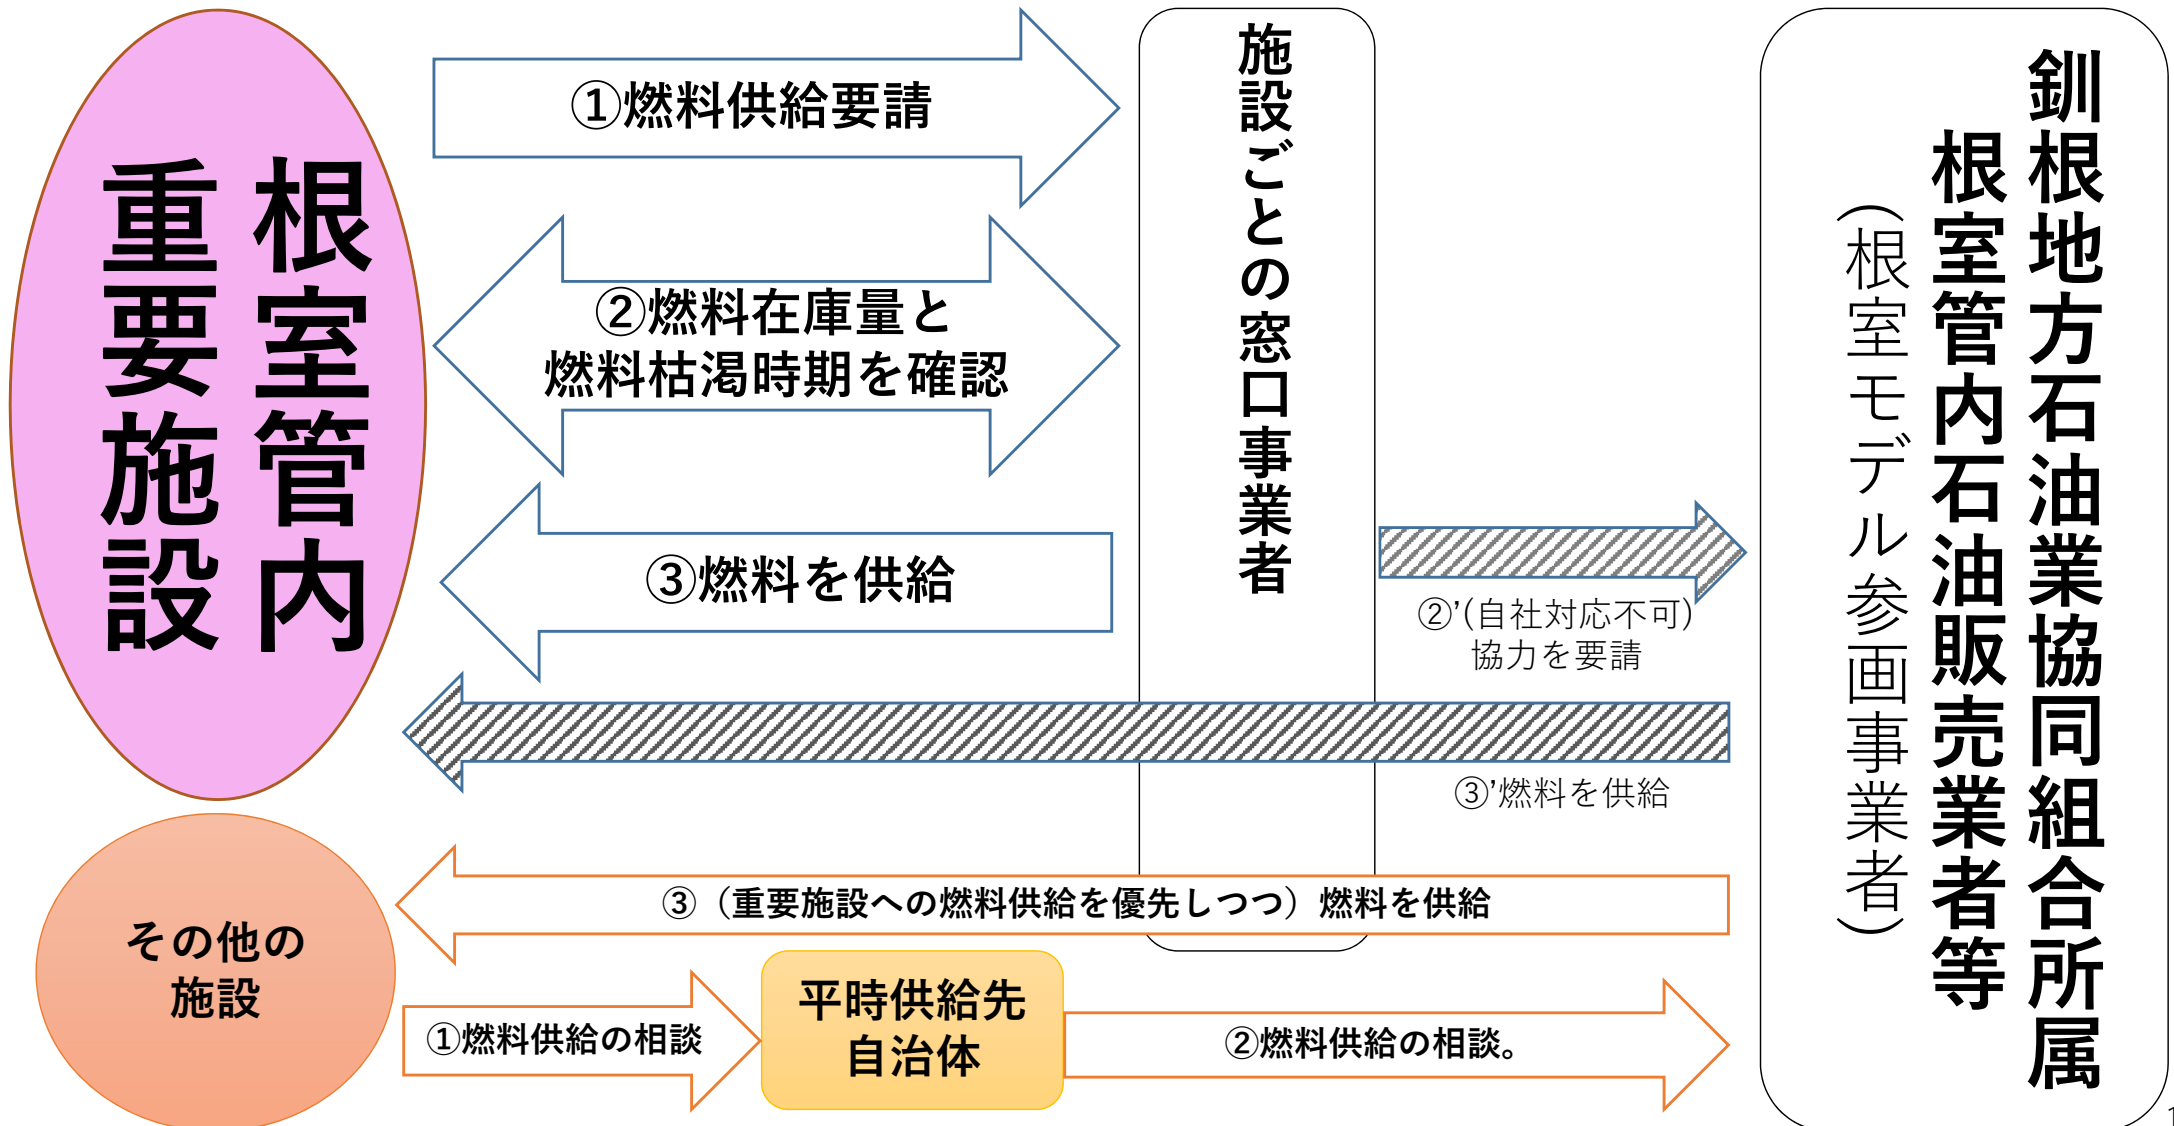 根室管内
重要施設
①燃料供給要請
②燃料在庫量と
燃料枯渇時期を確認
③燃料を供給
施設ごとの窓口事業者
②’(自社対応不可)
協力を要請
③’燃料を供給
釧根地方石油業協同組合所属
根室管内石油販売業者等
(根室モデル参画事業者)
その他の
施設
③（重要施設への燃料供給を優先しつつ）燃料を供給
①燃料供給の相談
平時供給先
自治体
②燃料供給の相談。
1